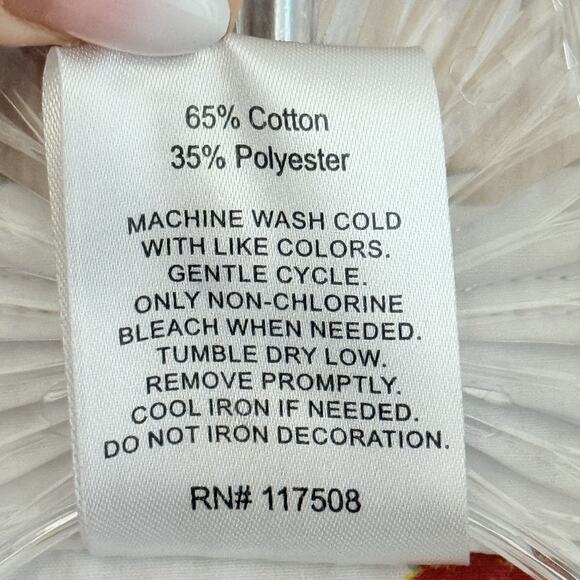 65% Cotton
35% Polyester
MACHINE WASH COLD
WITH LIKE COLORS.
GENTLE CYCLE.
ONLY NON-CHLORINE
BLEACH WHEN NEEDED.
TUMBLE DRY LOW.
REMOVE PROMPTLY.
COOL IRON IF NEEDED.
DO NOT IRON DECORATION.
RN# 117508